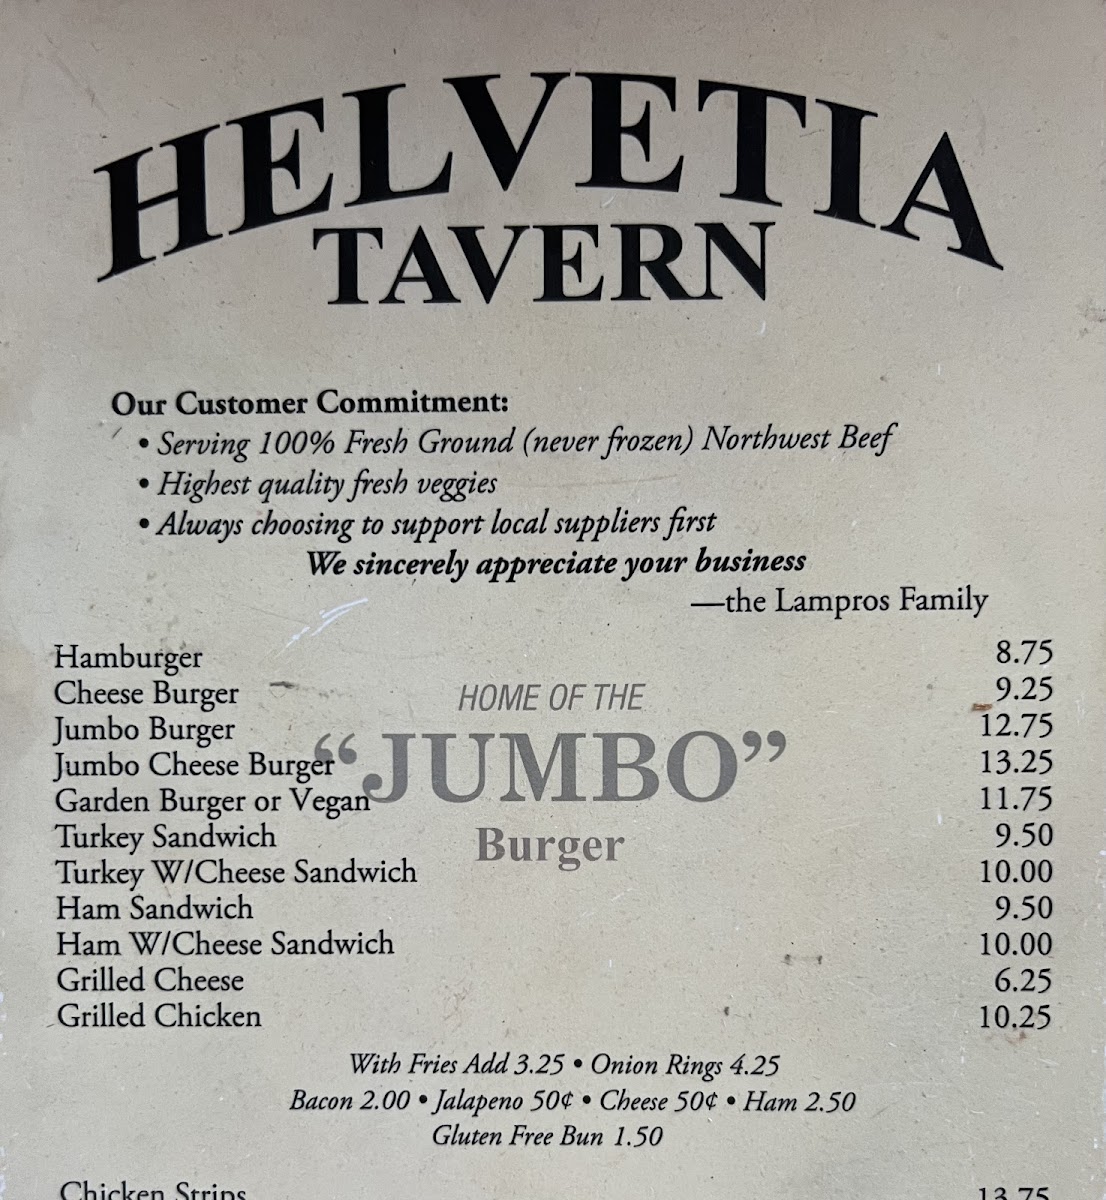 HELVETIA
TAVERN
Our Customer Commitment:
• Serving 100% Fresh Ground (never frozen) Northwest Beef
• Highest quality fresh veggies
• Always choosing to support local suppliers first
We sincerely appreciate your business
—the Lampros Family
HOME OF THE
“JUMBO”
Burger
Hamburger 8.75
Cheese Burger 9.25
Jumbo Burger 12.75
Jumbo Cheese Burger 13.25
Garden Burger or Vegan 11.75
Turkey Sandwich 9.50
Turkey W/Cheese Sandwich 10.00
Ham Sandwich 9.50
Ham W/Cheese Sandwich 10.00
Grilled Cheese 6.25
Grilled Chicken 10.25
With Fries Add 3.25 • Onion Rings 4.25
Bacon 2.00 • Jalapeno 50¢ • Cheese 50¢ • Ham 2.50
Gluten Free Bun 1.50
Chicken Strips 13.75